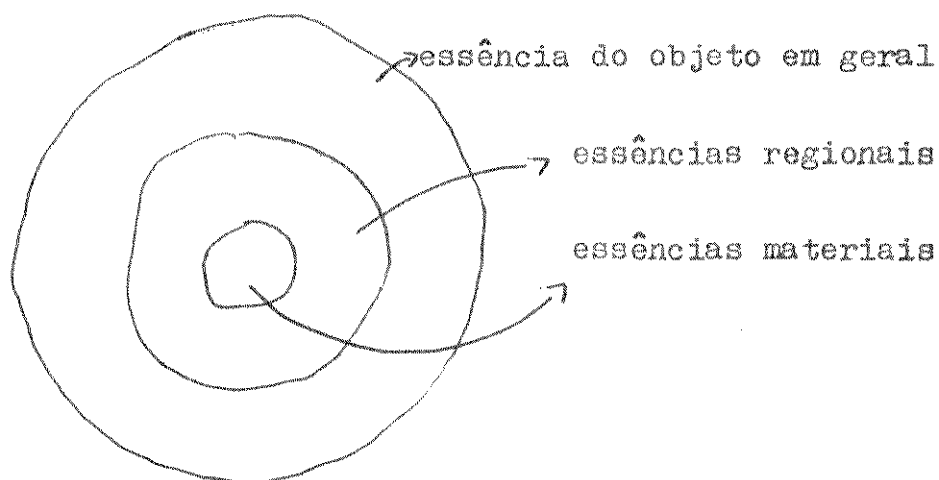 essência do objeto em geral
essências regionais
essências materiais